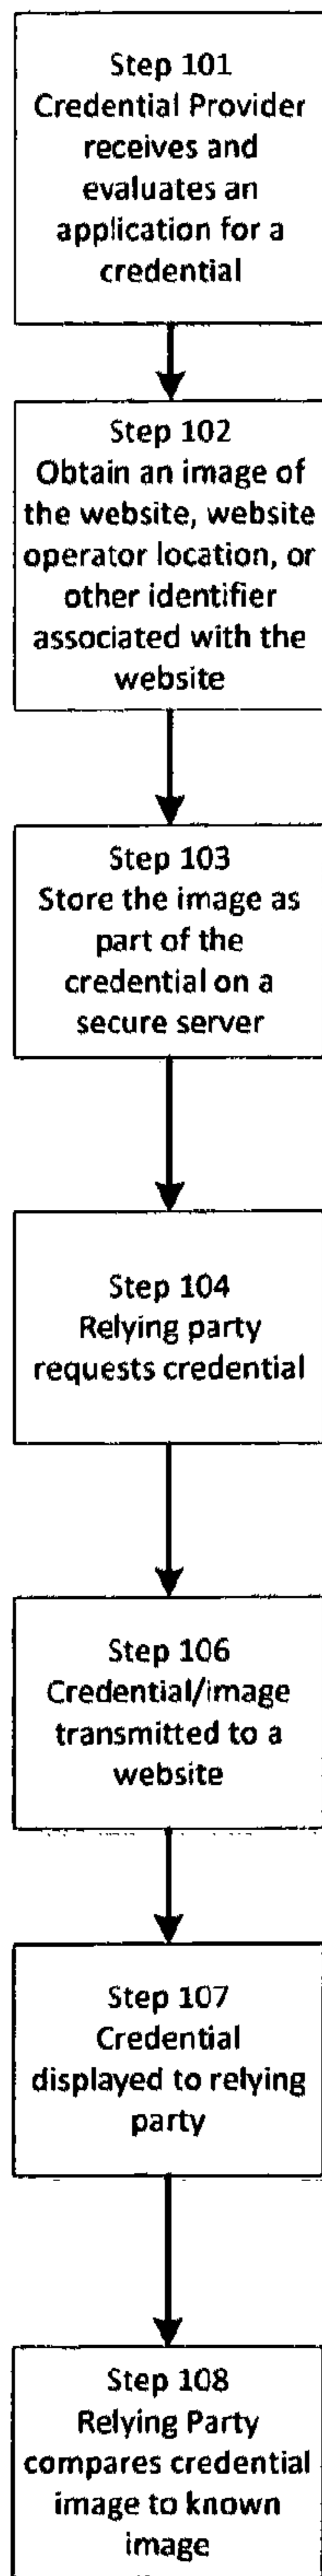 Step 101
Credential Provider
receives and
evaluates an
application for a
credential
Step 102
Obtain an image of
the website, website
operator location, or
other identifier
associated with the
website
Step 103
Store the image as
part of the
credential on a
secure server
Step 104
Relying party
requests credential
Step 106
Credential/image
transmitted to a
website
Step 107
Credential
displayed to relying
party
Step 108
Relying Party
compares credential
image to known
image